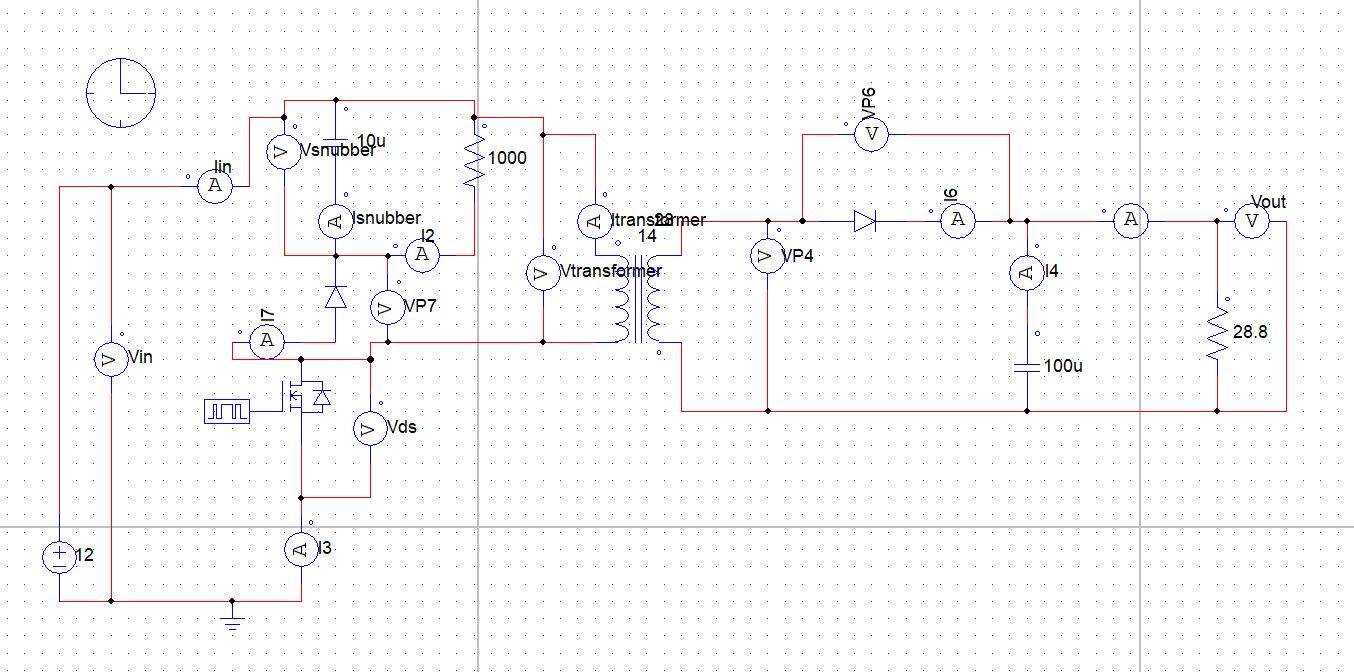 VP6
10u
Vsnubber
1000
Iin
A
I6
Vout
Isnubber
Itransformer
28
14
I2
VP4
Vtransformer
I4
VP7
I7
28.8
Vin
100u
Vds
12
I3